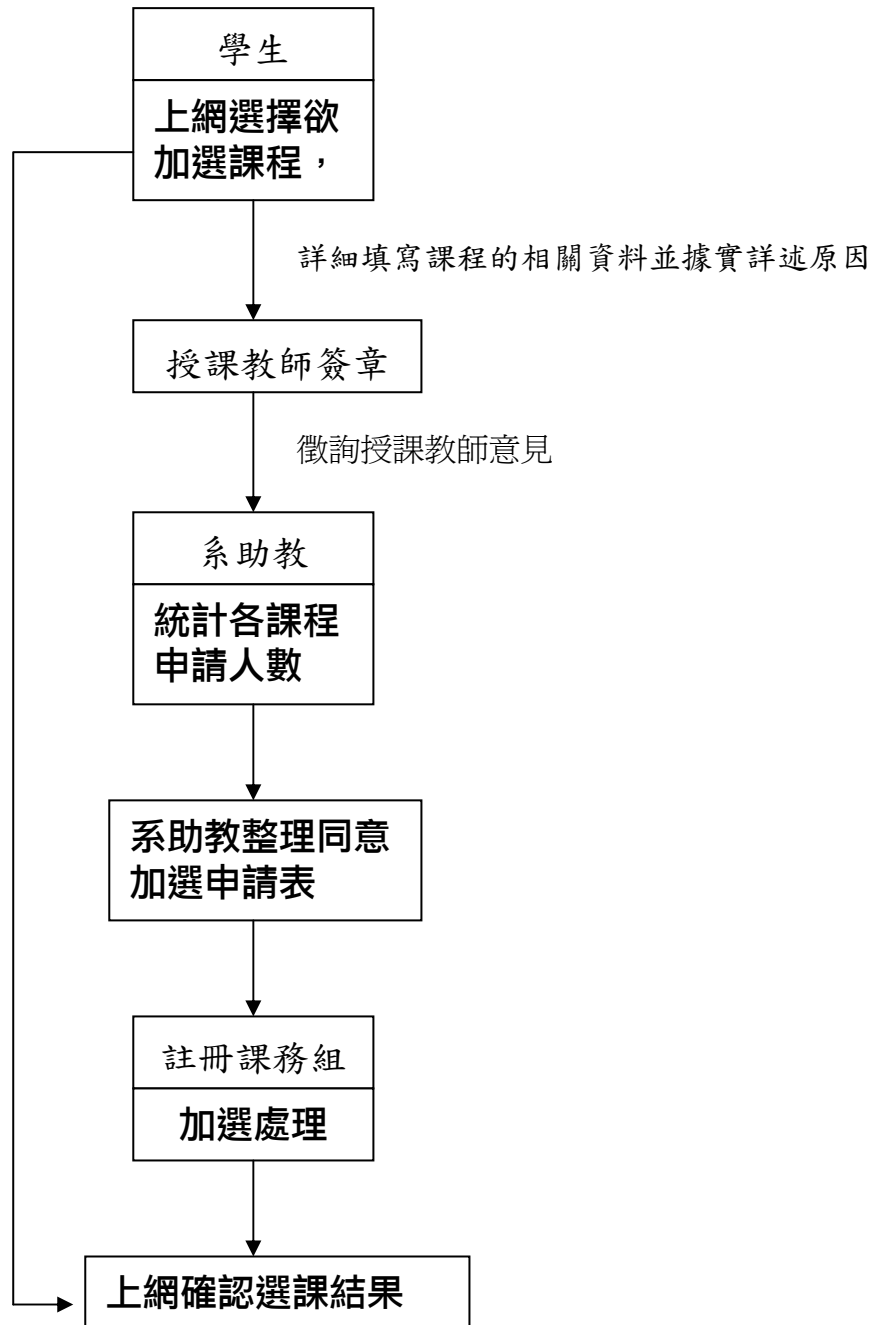 學生
上網選擇欲
加選課程，
詳細填寫課程的相關資料並據實詳述原因
授課教師簽章
徵詢授課教師意見
系助教
統計各課程
申請人數
系助教整理同意
加選申請表
註冊課務組
加選處理
上網確認選課結果